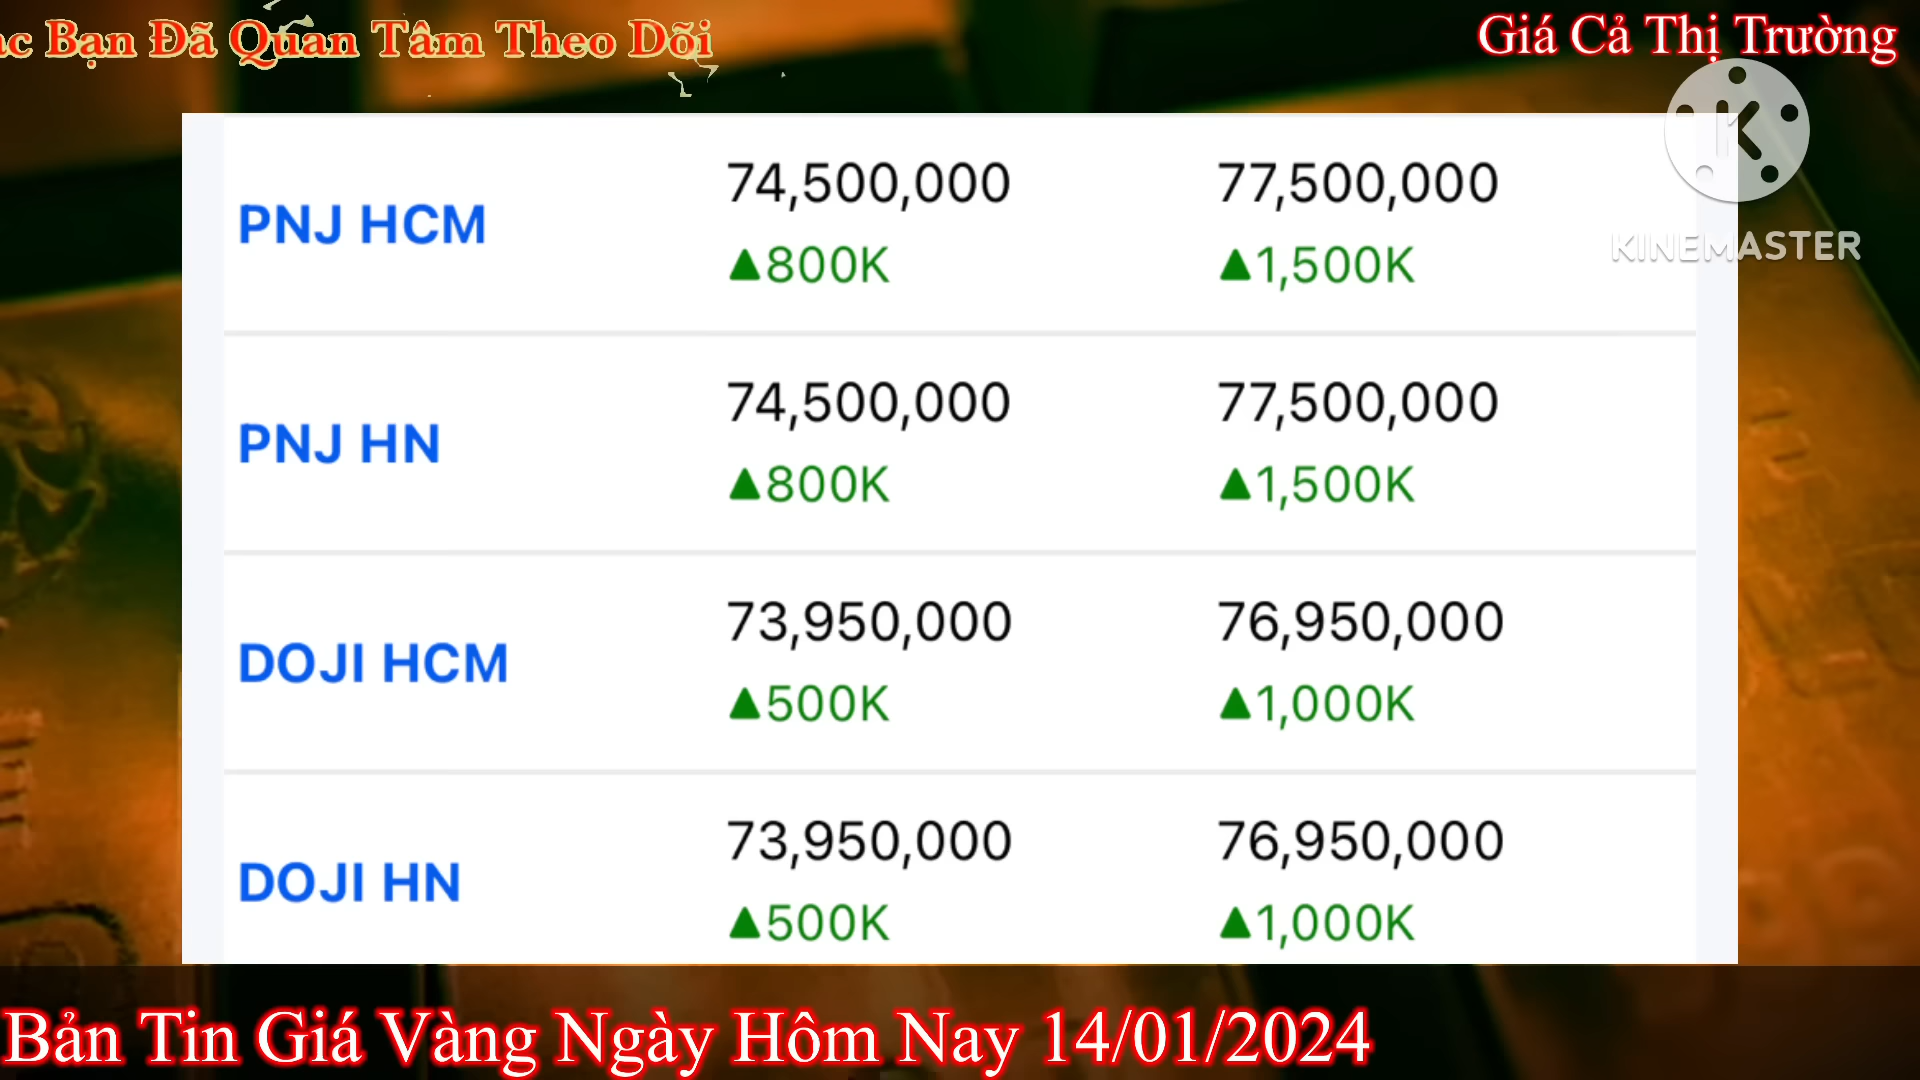 Bạn Đã Quan Tâm Theo Dõi
Giá Cả Thị Trường
K
KINEMASTER
PNJ HCM
74,500,000
77,500,000
▲800K
▲1,500K
PNJ HN
74,500,000
77,500,000
▲800K
▲1,500K
DOJI HCM
73,950,000
76,950,000
▲500K
▲1,000K
DOJI HN
73,950,000
76,950,000
▲500K
▲1,000K
Bản Tin Giá Vàng Ngày Hôm Nay 14/01/2024